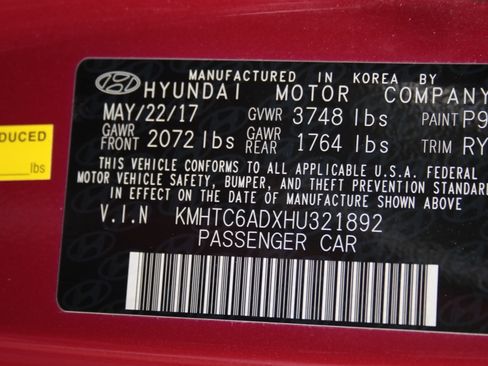 MANUFACTURED IN KOREA BY
HYUNDAI MOTOR COMPANY
MAY/22/17 GVWR 3748 lbs PAINT P9
GAWR FRONT 2072 lbs GAWR REAR 1764 lbs TRIM RY
THIS VEHICLE CONFORMS TO ALL APPLICABLE U.S.A. FEDERAL
MOTOR VEHICLE SAFETY, BUMPER, AND THEFT PREVENTION STANDARD
IN EFFECT ON THE DATE OF MANUFACTURE SHOWN ABOVE.
V.I.N KMHTC6ADXHU321892
PASSENGER CAR
DUCED
lbs